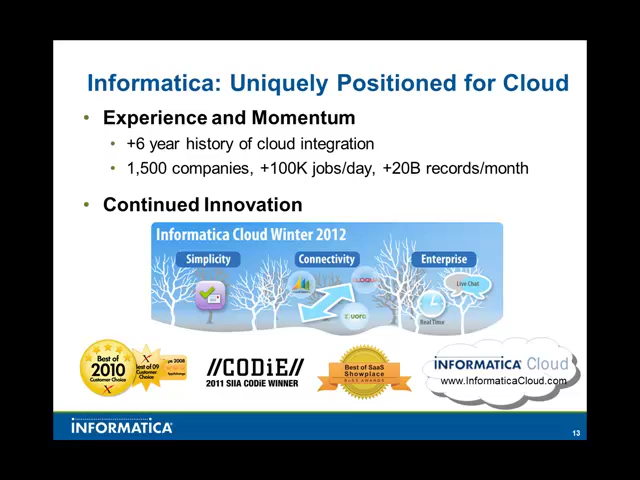 Informatica: Uniquely Positioned for Cloud
• Experience and Momentum
• +6 year history of cloud integration
• 1,500 companies, +100K jobs/day, +20B records/month
• Continued Innovation
Informatica Cloud Winter 2012
Simplicity
Connectivity
Enterprise
Live Chat
Real Time
Best of
2010
Customer Choice
Best of 09
Customer
Choice
2008
//CODiE//
2011 SIIA CODiE WINNER
Best of SaaS
Showplace
INFORMATICA Cloud
www.InformaticaCloud.com
INFORMATICA
13